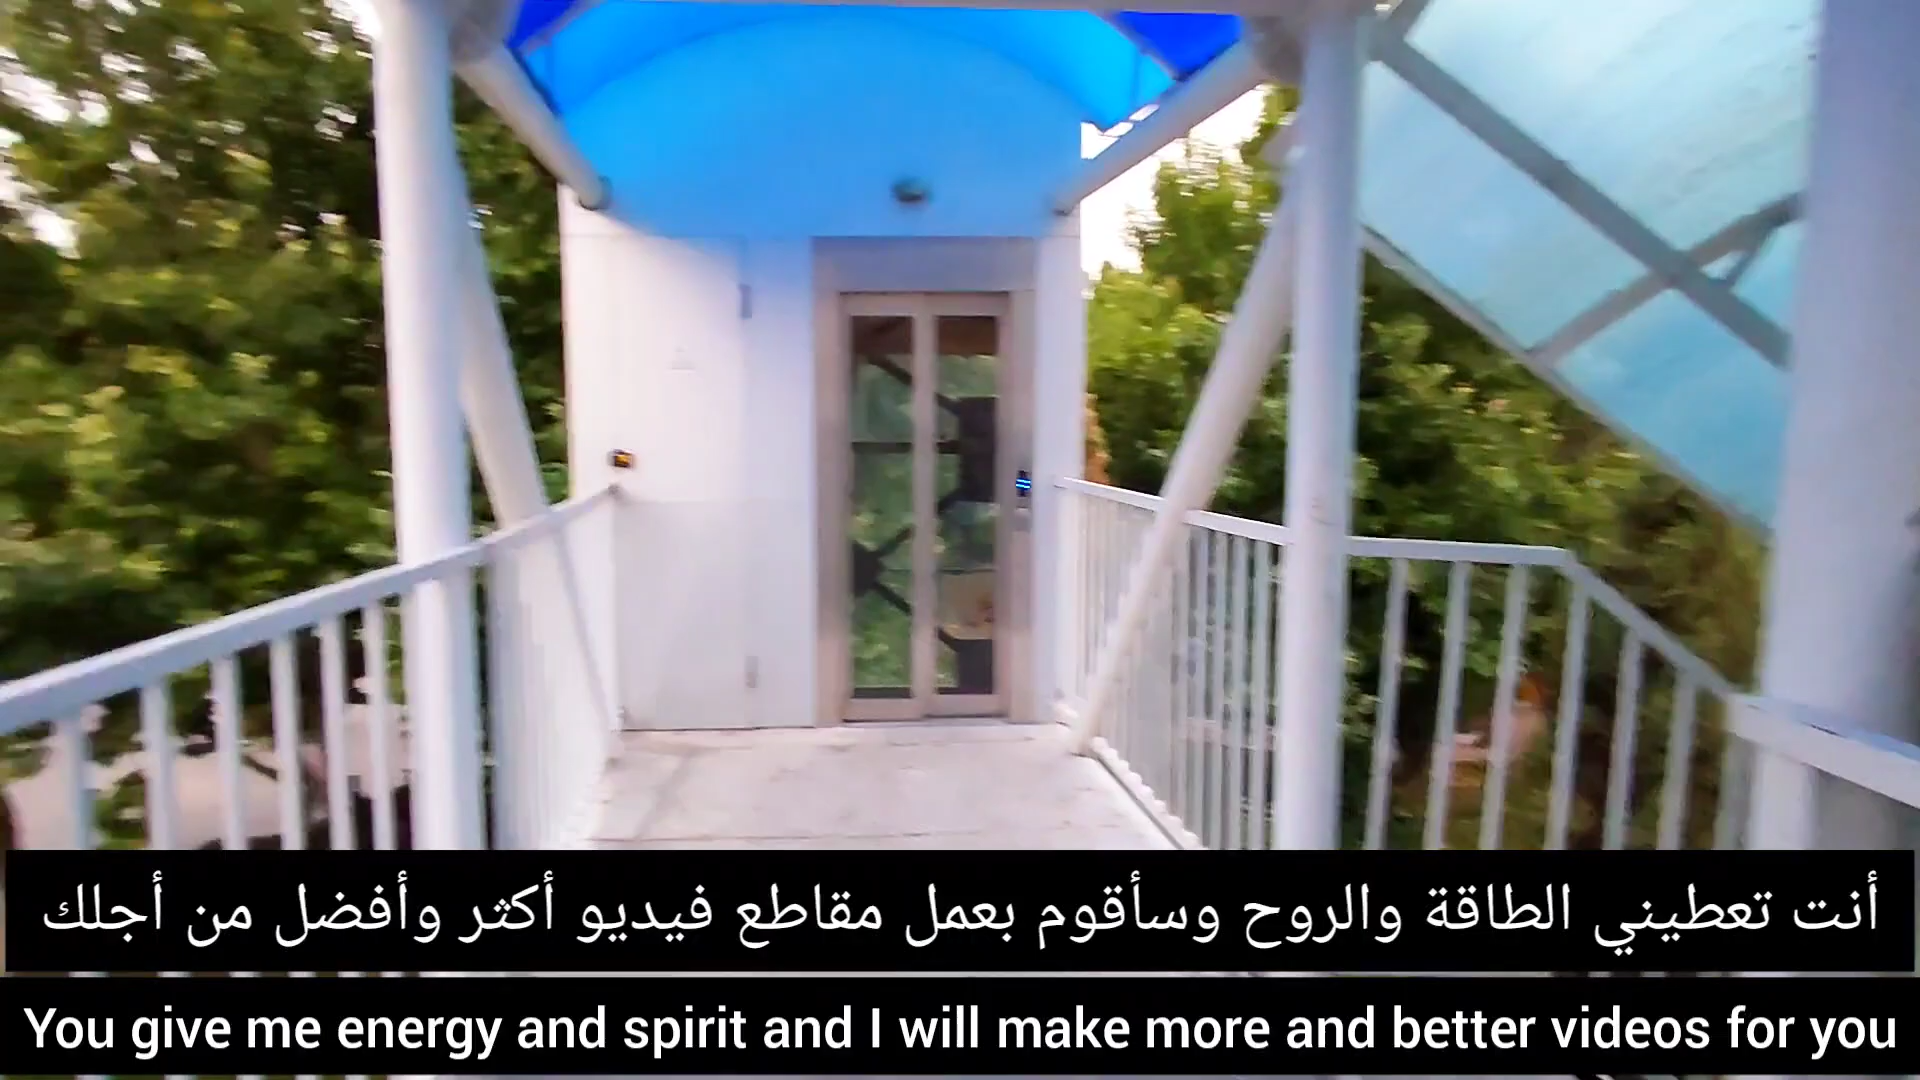 أنت تعطيني الطاقة والروح وسأقوم بعمل مقاطع فيديو أكثر وأفضل من أجلك
You give me energy and spirit and I will make more and better videos for you